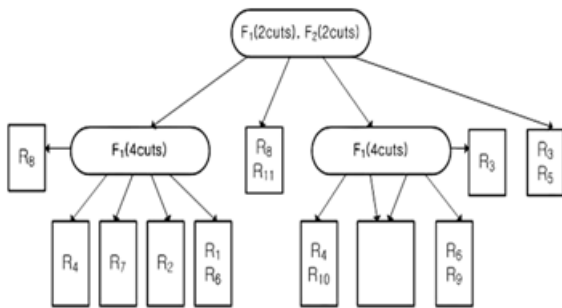 F₁(2cuts), F₂(2cuts)
R₈
F₁(4cuts)
R₈
R₁₁
F₁(4cuts)
R₃
R₃
R₅
R₄
R₇
R₂
R₁
R₆
R₄
R₁₀
R₆
R₉